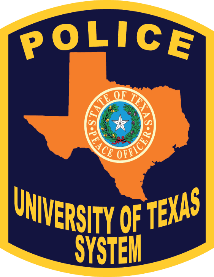 POLICE
STATE OF TEXAS
PEACE OFFICER
UNIVERSITY OF TEXAS
SYSTEM